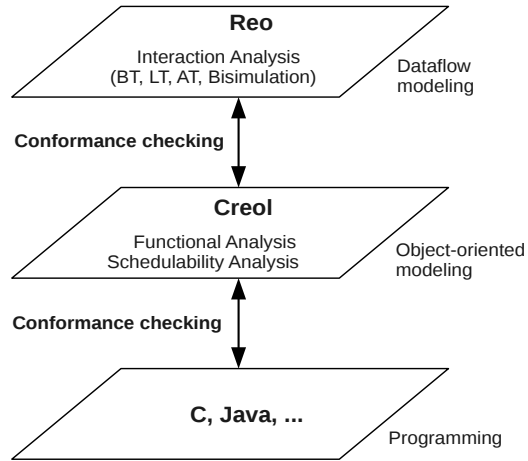 Reo
Interaction Analysis
(BT, LT, AT, Bisimulation)
Dataflow
modeling
Conformance checking
Creol
Functional Analysis
Schedulability Analysis
Object-oriented
modeling
Conformance checking
C, Java, ...
Programming